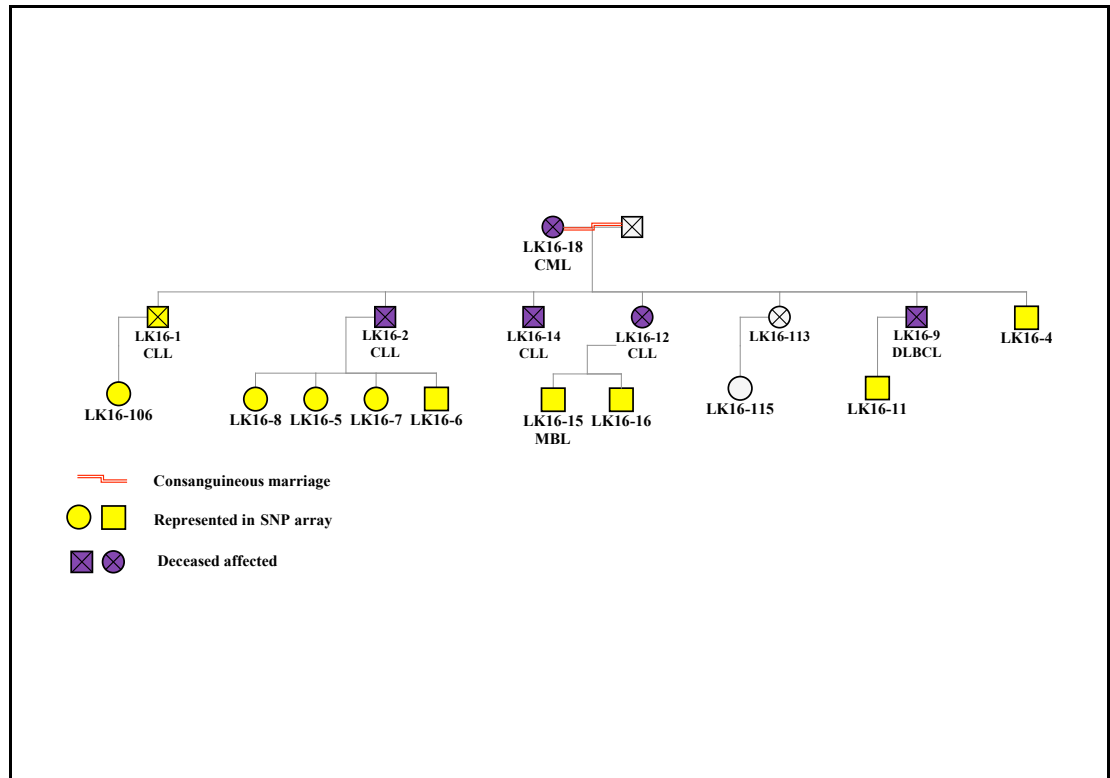 LK16-18
CML
LK16-1
CLL
LK16-2
CLL
LK16-14
CLL
LK16-12
CLL
LK16-113
LK16-9
DLBCL
LK16-4
LK16-106
LK16-8
LK16-5
LK16-7
LK16-6
LK16-15
MBL
LK16-16
LK16-115
LK16-11
Consanguineous marriage
Represented in SNP array
Deceased affected